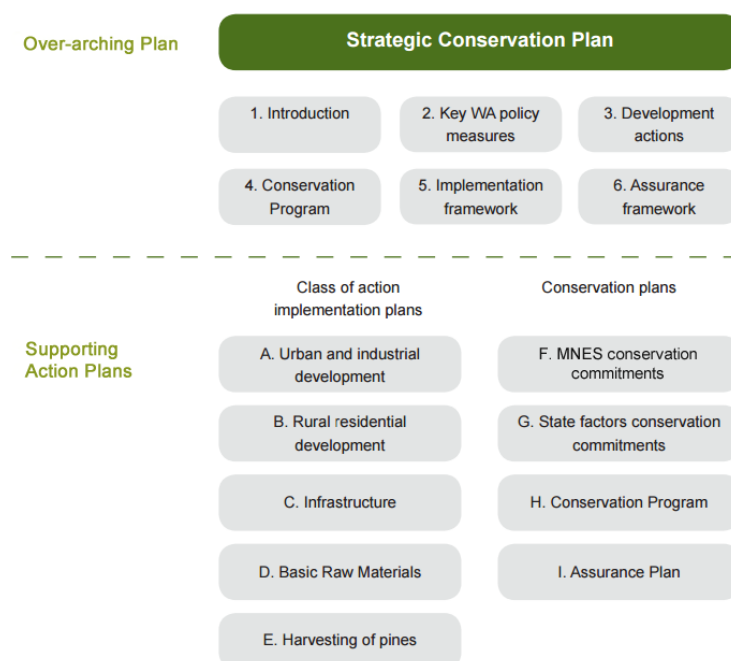 Over-arching Plan
Strategic Conservation Plan
1. Introduction
2. Key WA policy
measures
3. Development
actions
4. Conservation
Program
5. Implementation
framework
6. Assurance
framework
Class of action
implementation plans
Conservation plans
Supporting
Action Plans
A. Urban and industrial
development
F. MNES conservation
commitments
B. Rural residential
development
G. State factors conservation
commitments
C. Infrastructure
H. Conservation Program
D. Basic Raw Materials
I. Assurance Plan
E. Harvesting of pines